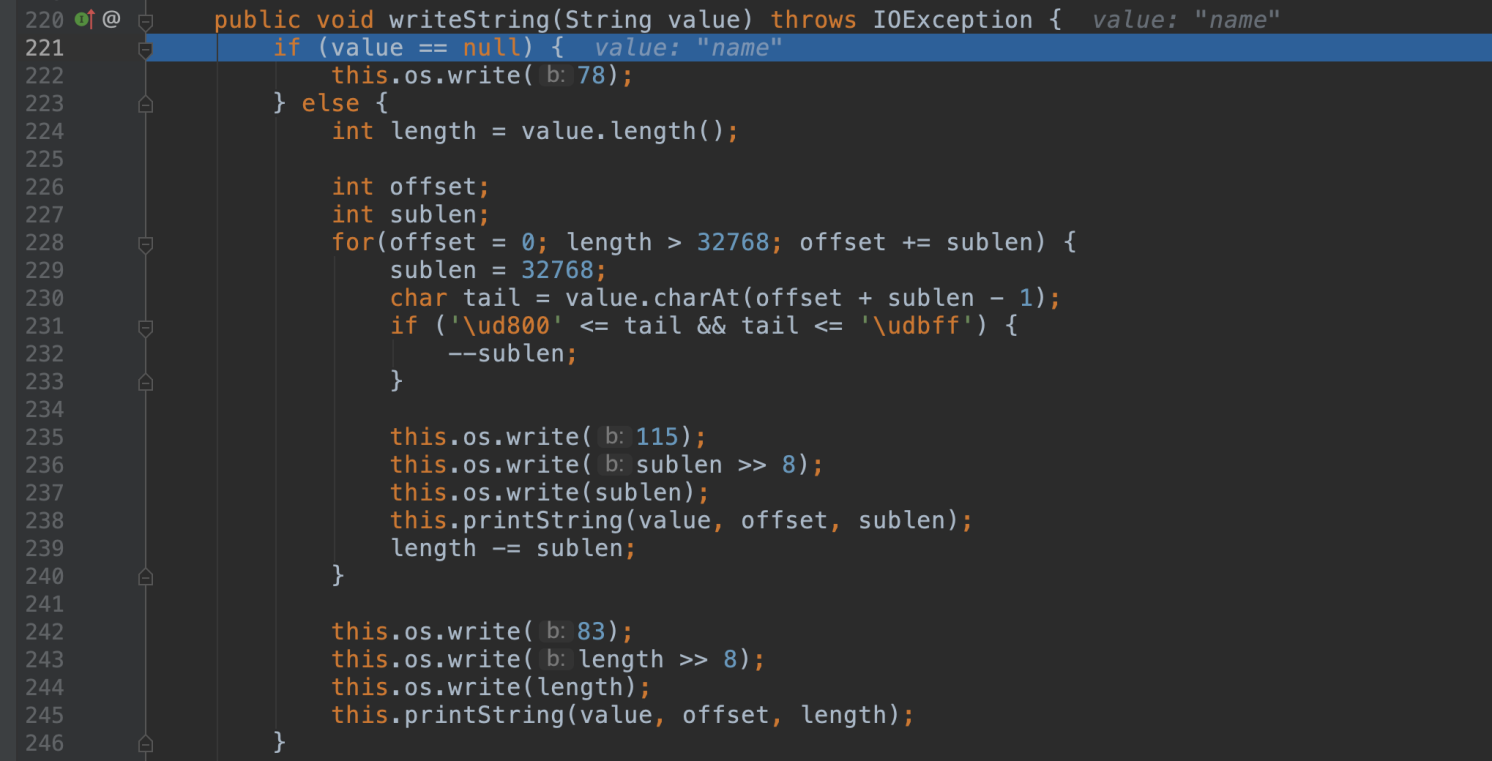 220 @ public void writeString(String value) throws IOException { value: "name"
221 if (value == null) { value: "name"
222 this.os.write( b: 78);
223 } else {
224 int length = value.length();
225
226 int offset;
227 int sublen;
228 for(offset = 0; length > 32768; offset += sublen) {
229 sublen = 32768;
230 char tail = value.charAt(offset + sublen - 1);
231 if ('\ud800' <= tail && tail <= '\udbff') {
232 --sublen;
233 }
234
235 this.os.write( b: 115);
236 this.os.write( b: sublen >> 8);
237 this.os.write(sublen);
238 this.printString(value, offset, sublen);
239 length -= sublen;
240 }
241
242 this.os.write( b: 83);
243 this.os.write( b: length >> 8);
244 this.os.write(length);
245 this.printString(value, offset, length);
246 }